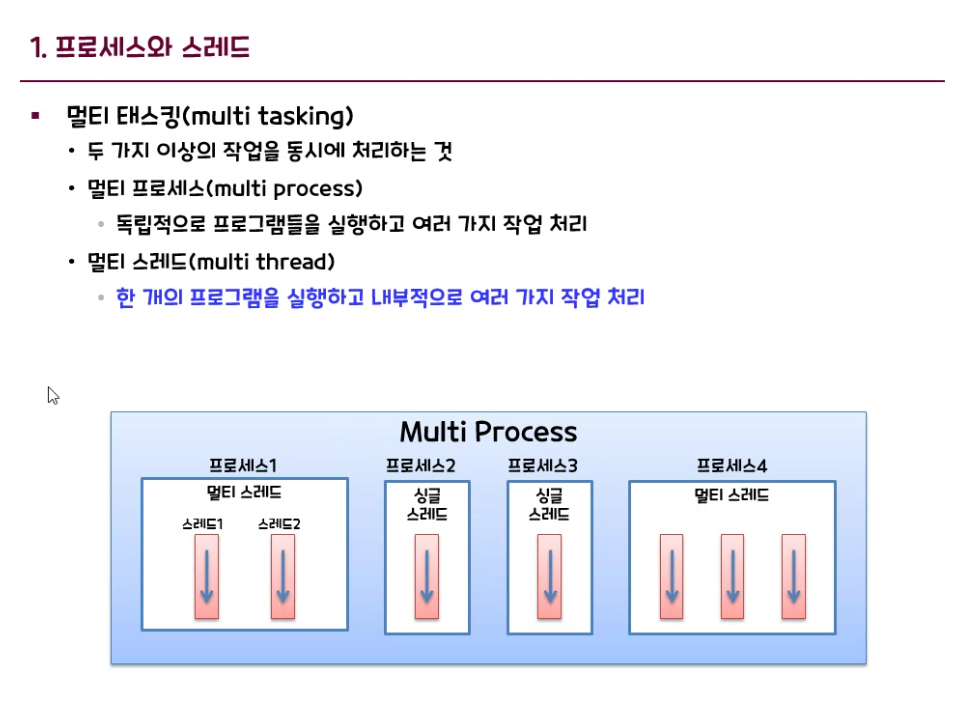 1. 프로세스와 스레드
▪ 멀티 태스킹(multi tasking)
• 두 가지 이상의 작업을 동시에 처리하는 것
• 멀티 프로세스(multi process)
• 독립적으로 프로그램들을 실행하고 여러 가지 작업 처리
• 멀티 스레드(multi thread)
• 한 개의 프로그램을 실행하고 내부적으로 여러 가지 작업 처리
Multi Process
프로세스1
멀티 스레드
스레드1 스레드2
프로세스2
싱글
스레드
프로세스3
싱글
스레드
프로세스4
멀티 스레드